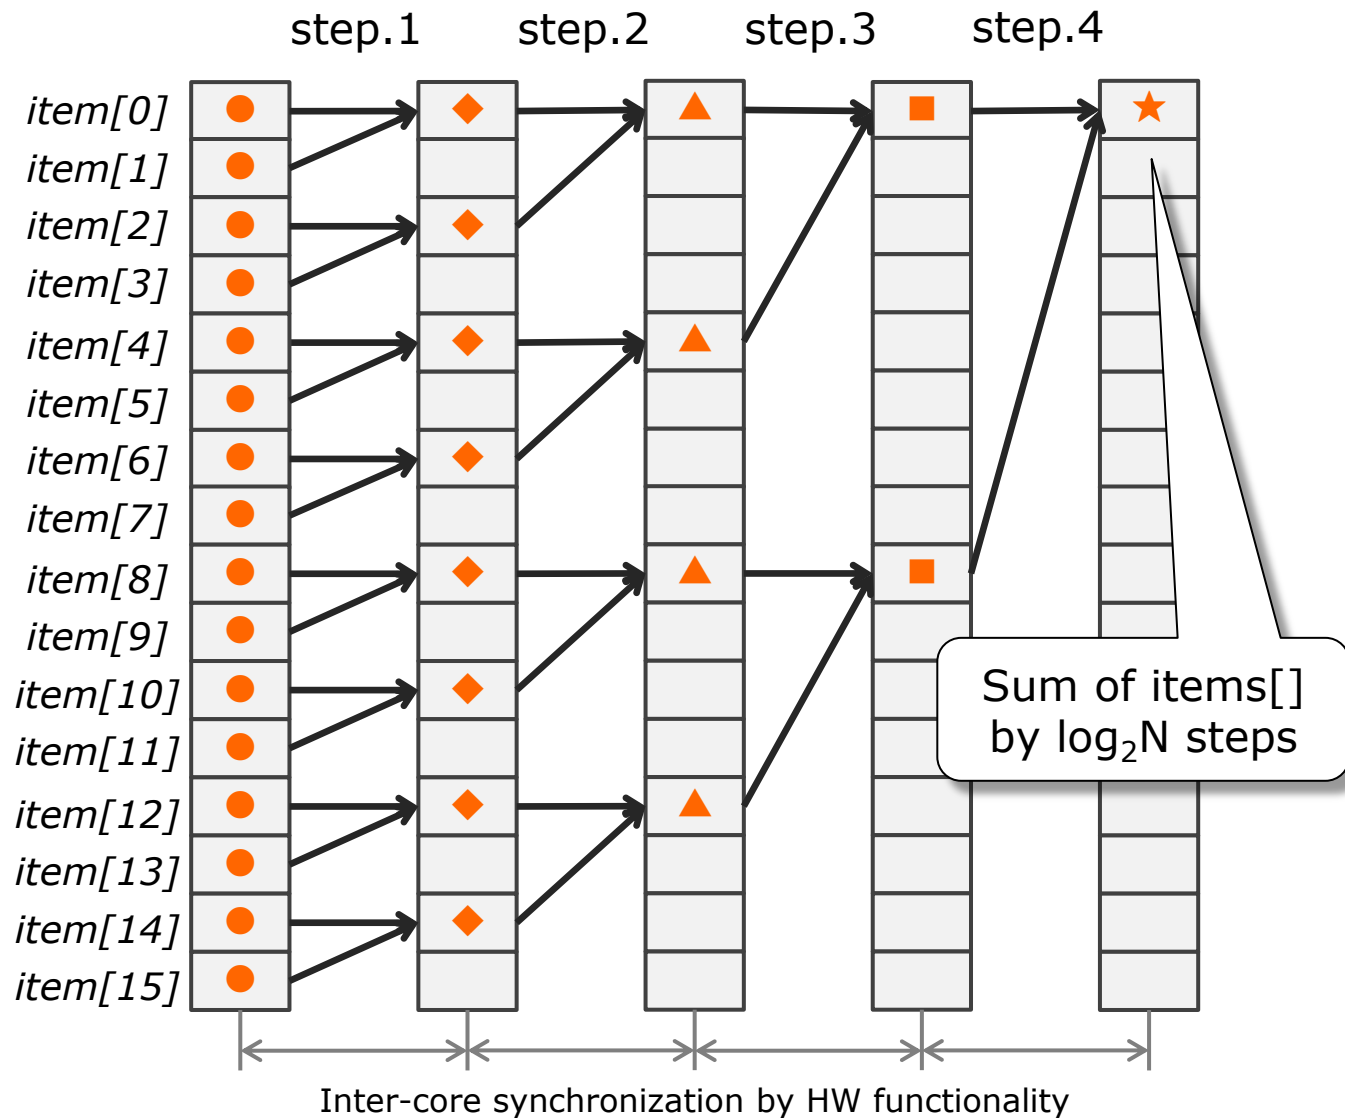 step.1 step.2 step.3 step.4
item[0]
item[1]
item[2]
item[3]
item[4]
item[5]
item[6]
item[7]
item[8]
item[9]
item[10]
item[11]
item[12]
item[13]
item[14]
item[15]
Sum of items[]
by log₂N steps
Inter-core synchronization by HW functionality